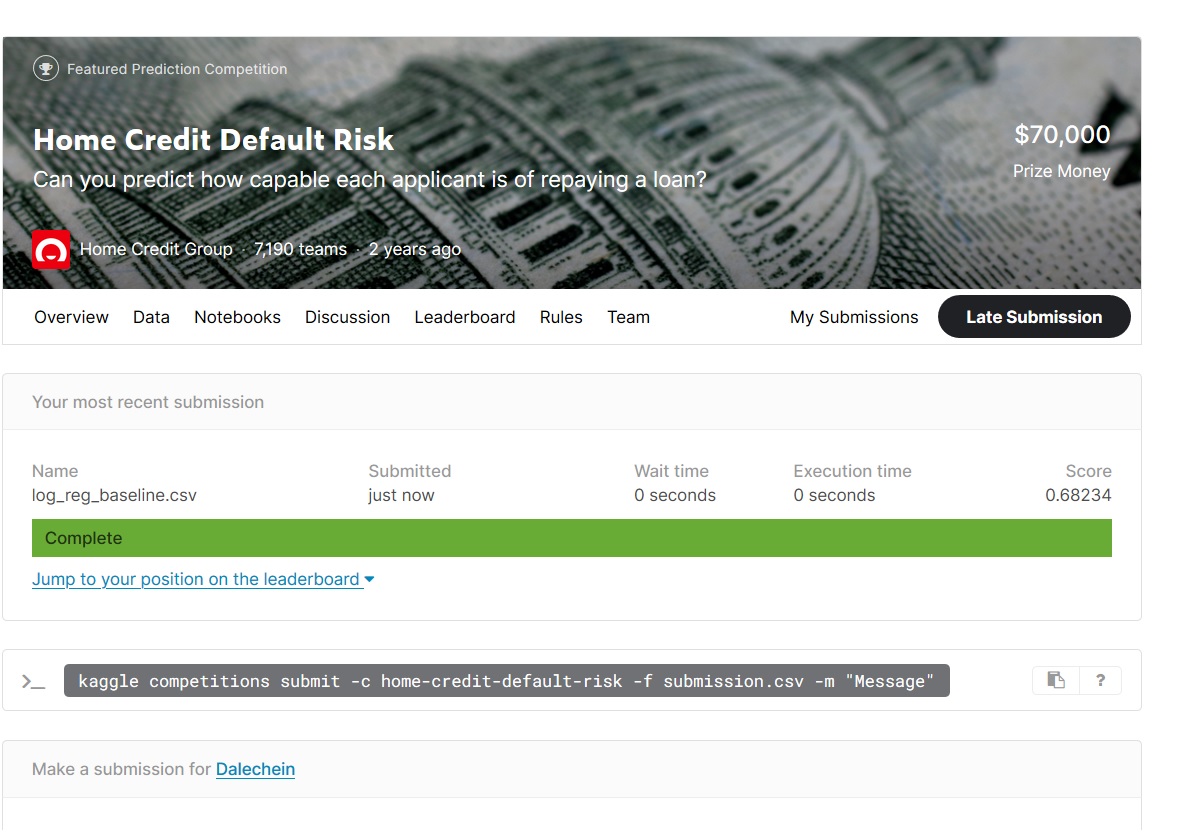 Featured Prediction Competition
Home Credit Default Risk
$70,000
Can you predict how capable each applicant is of repaying a loan?
Prize Money
Home Credit Group · 7,190 teams · 2 years ago
Overview Data Notebooks Discussion Leaderboard Rules Team My Submissions Late Submission
Your most recent submission
Name Submitted Wait time Execution time Score
log_reg_baseline.csv just now 0 seconds 0 seconds 0.68234
Complete
Jump to your position on the leaderboard
>_ kaggle competitions submit -c home-credit-default-risk -f submission.csv -m "Message" ?
Make a submission for Dalechein